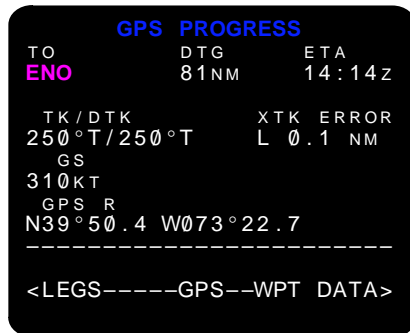 GPS PROGRESS
TO DTG ETA
ENO 81NM 14:14Z
TK/DTK XTK ERROR
250°T/250°T L 0.1 NM
GS
310KT
GPS R
N39°50.4 W073°22.7
------------------------
<LEGS-----GPS--WPT DATA>